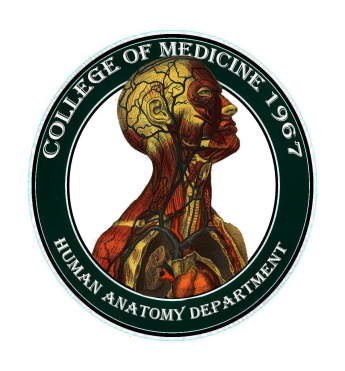 COLLEGE OF MEDICINE 1967
HUMAN ANATOMY DEPARTMENT